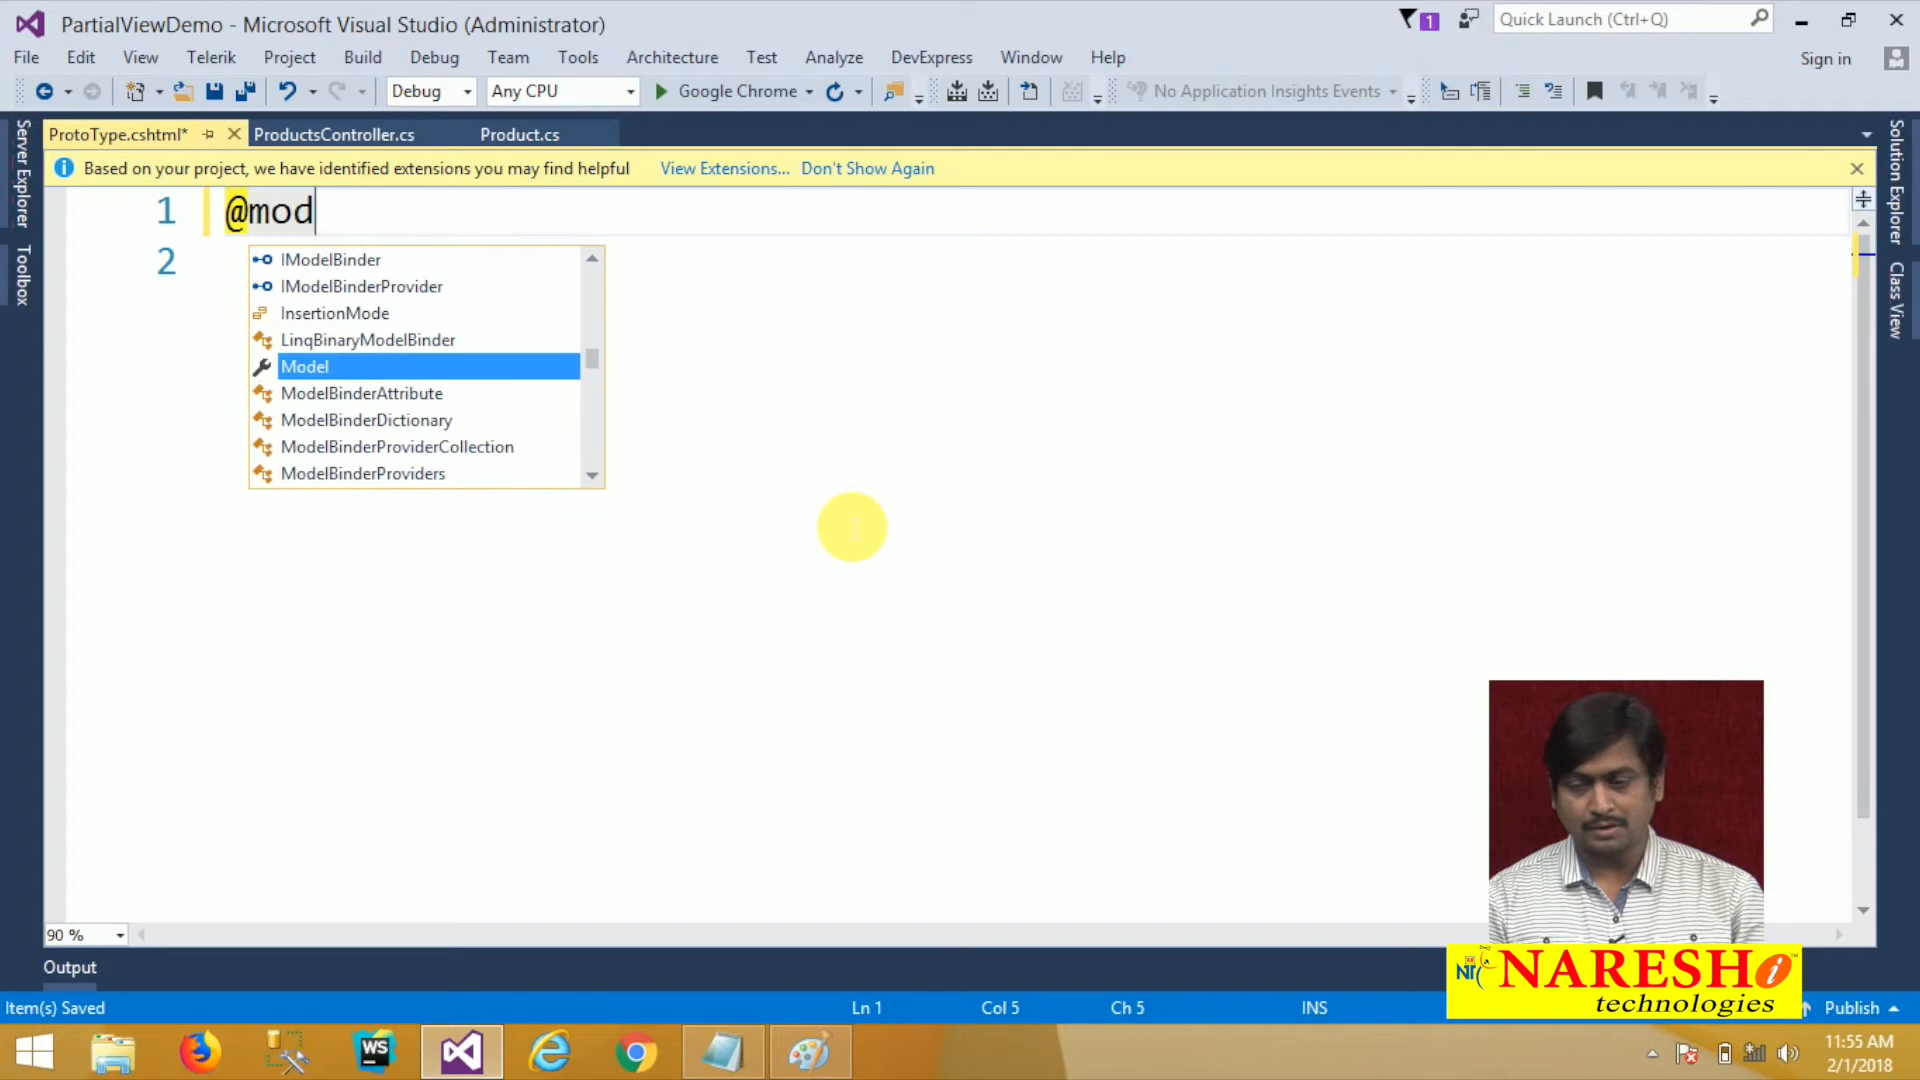 PartialViewDemo - Microsoft Visual Studio (Administrator)
1
Quick Launch (Ctrl+Q)
File Edit View Telerik Project Build Debug Team Tools Architecture Test Analyze DevExpress Window Help
Sign in
Debug Any CPU Google Chrome No Application Insights Events
ProtoType.cshtml* ProductsController.cs Product.cs
Based on your project, we have identified extensions you may find helpful View Extensions... Don't Show Again
Server Explorer
Toolbox
Solution Explorer
Class View
1 @mod
2
IModelBinder
IModelBinderProvider
InsertionMode
LinqBinaryModelBinder
Model
ModelBinderAttribute
ModelBinderDictionary
ModelBinderProviderCollection
ModelBinderProviders
90 %
Output
NARESH i
technologies
Item(s) Saved Ln 1 Col 5 Ch 5 INS Publish
WS
11:55 AM
2/1/2018